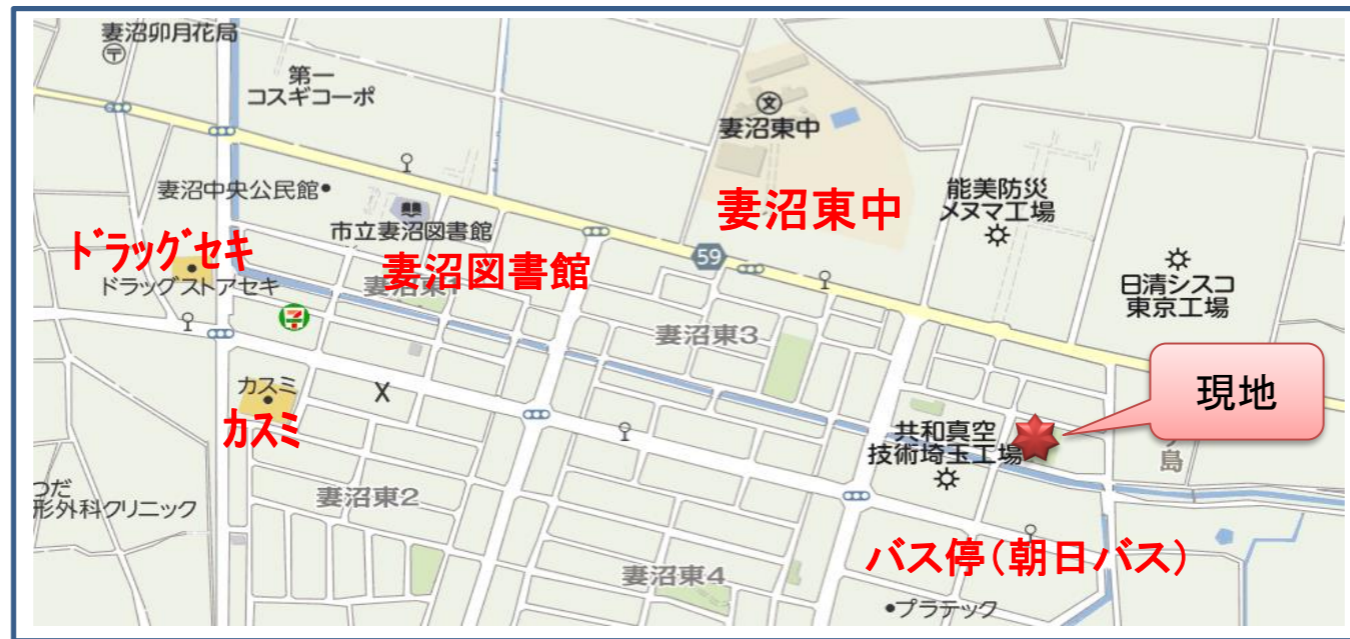 妻沼卯月花局
〒
第一
コスギコーポ
文
妻沼東中
妻沼中央公民館
市立妻沼図書館
妻沼東中
能美防災
メヌマ工場
ドラッグセキ
ドラッグストアセキ
妻沼図書館
妻沼東1
59
日清シスコ
東京工場
7
妻沼東3
現地
カスミ
X
カスミ
共和真空
技術埼玉工場
島
つだ
形外科クリニック
妻沼東2
バス停(朝日バス)
妻沼東4
プラテック